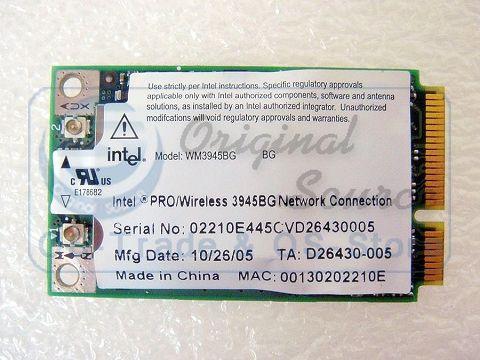 Use strictly per Intel instructions. Specific regulatory approvals
applicable only with Intel authorized components, software and antenna
solutions, as installed by an Intel authorized integrator. Unauthorized
modifcations will void regulatory approvals and warranties.
intel. Model: WM3945BG BG
C UL US
E178682
Intel ® PRO/Wireless 3945BG Network Connection
Serial No: 02210E445CVD26430005
Mfg Date: 10/26/05 TA: D26430-005
Made in China MAC: 00130202210E
2
Original
Source
Trade & OS Store